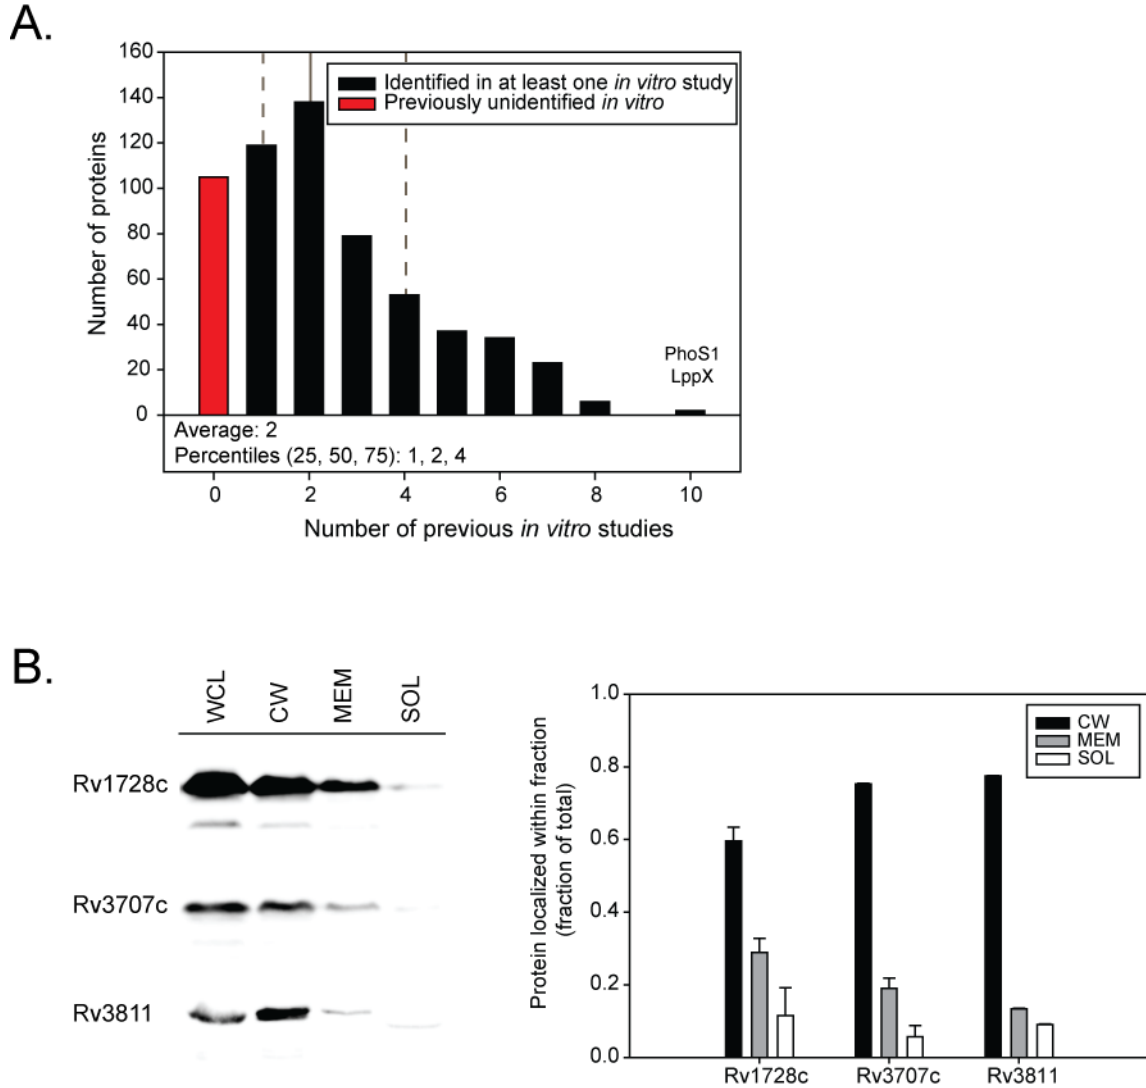 A.
160
140
120
100
80
60
40
20
0
Number of proteins
Identified in at least one in vitro study
Previously unidentified in vitro
PhoS1
LppX
Average: 2
Percentiles (25, 50, 75): 1, 2, 4
0 2 4 6 8 10
Number of previous in vitro studies
B.
WCL CW MEM SOL
Rv1728c
Rv3707c
Rv3811
Protein localized within fraction
(fraction of total)
1.0
0.8
0.6
0.4
0.2
0.0
CW
MEM
SOL
Rv1728c Rv3707c Rv3811